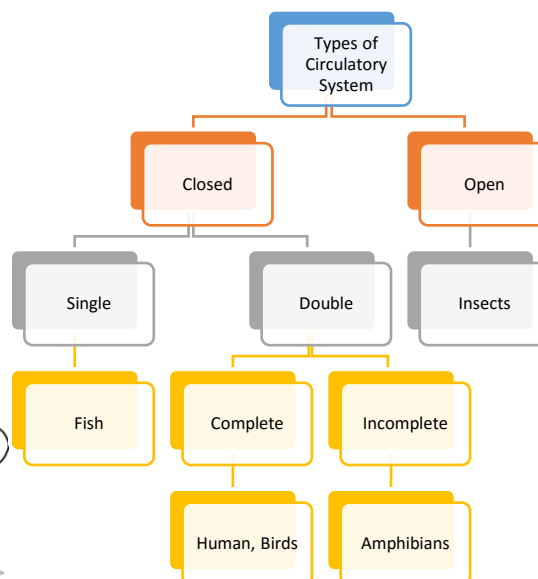 Types of
Circulatory
System
Closed
Open
Single
Double
Insects
Fish
Complete
Incomplete
Human, Birds
Amphibians